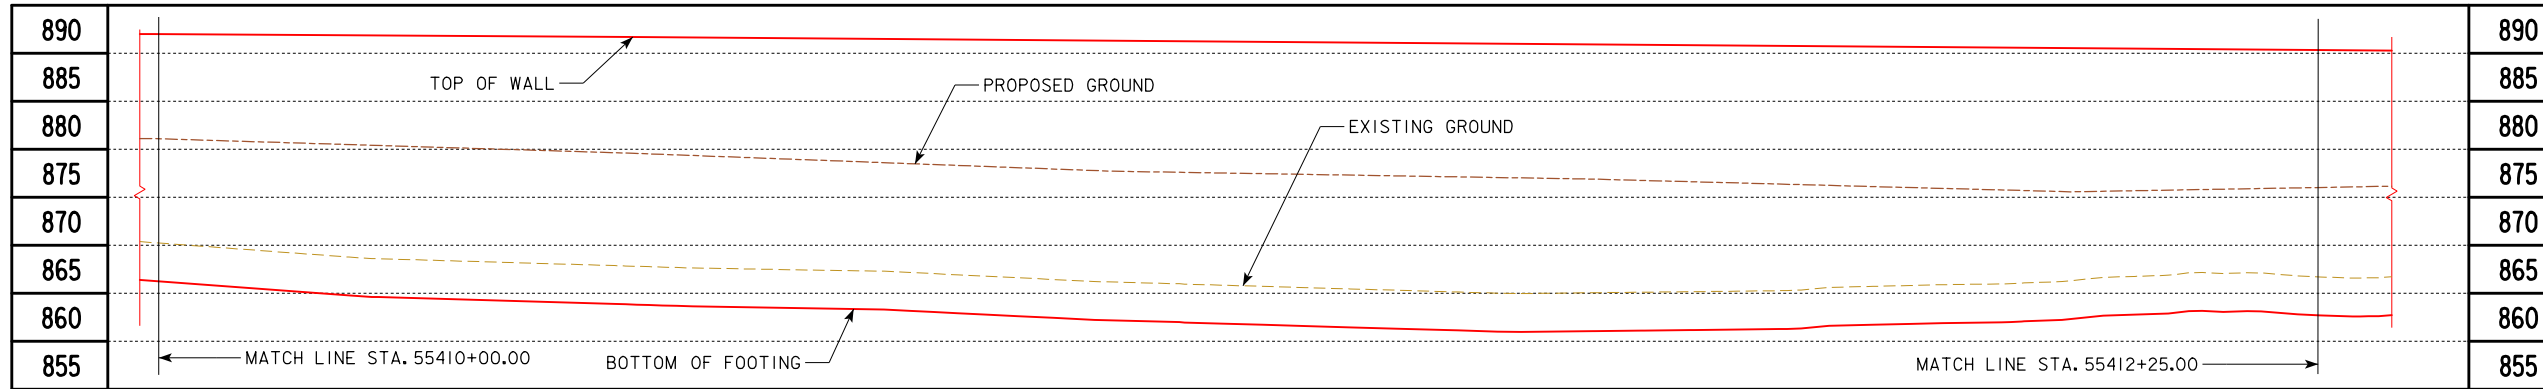 890 890
TOP OF WALL
PROPOSED GROUND
885 885
EXISTING GROUND
880 880
875 875
870 870
865 865
860 860
MATCH LINE STA. 55410+00.00
BOTTOM OF FOOTING
MATCH LINE STA. 55412+25.00
855 855